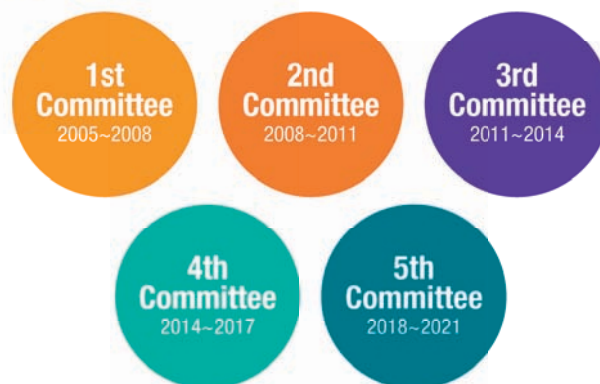 1st
Committee
2005~2008
2nd
Committee
2008~2011
3rd
Committee
2011~2014
4th
Committee
2014~2017
5th
Committee
2018~2021